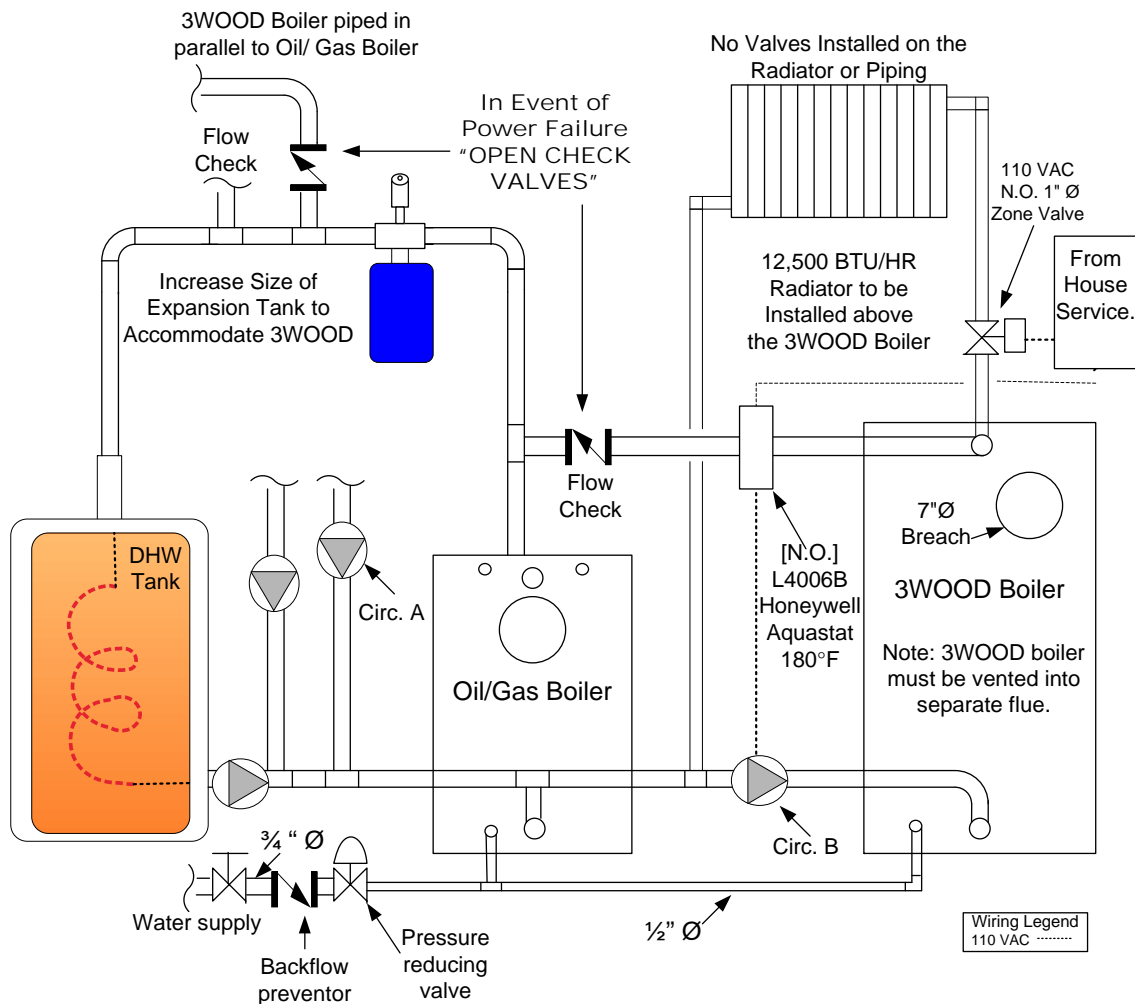 3WOOD Boiler piped in
parallel to Oil/ Gas Boiler
Flow
Check
In Event of
Power Failure
“OPEN CHECK
VALVES”
No Valves Installed on the
Radiator or Piping
110 VAC
N.O. 1" Ø
Zone Valve
From
House
Service.
Increase Size of
Expansion Tank to
Accommodate 3WOOD
12,500 BTU/HR
Radiator to be
Installed above
the 3WOOD Boiler
Flow
Check
7"Ø
Breach
DHW
Tank
Circ. A
[N.O.]
L4006B
Honeywell
Aquastat
180°F
3WOOD Boiler
Oil/Gas Boiler
Note: 3WOOD boiler
must be vented into
separate flue.
Circ. B
¾ “ Ø
Water supply
Backflow
preventor
Pressure
reducing
valve
½” Ø
Wiring Legend
110 VAC